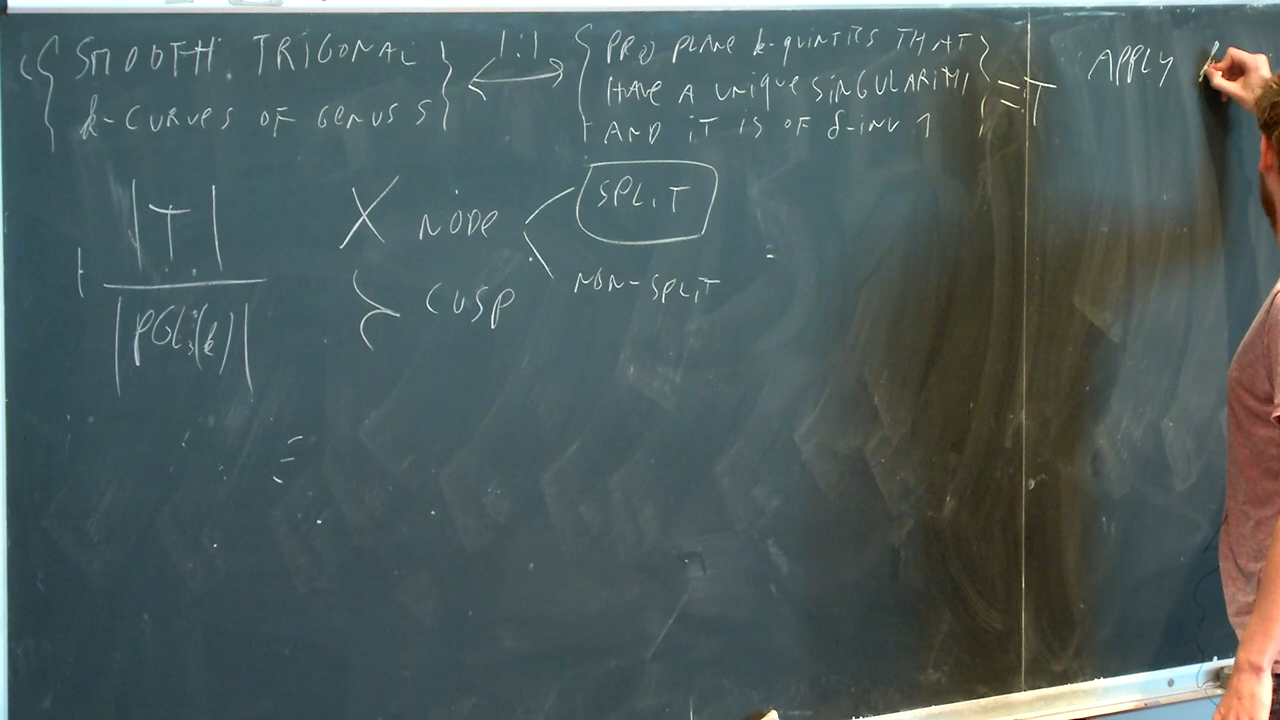 { SMOOTH TRIGONAL k-CURVES OF GENUS 5 } 1:1 ↔ { PROJ PLANE k-QUINTICS THAT
HAVE A UNIQUE SINGULARITY,
AND IT IS OF δ-INV 1 } = T
APPLY
|T|
|PGL₃(k)|
NODE
SPLIT
NON-SPLIT
CUSP
=